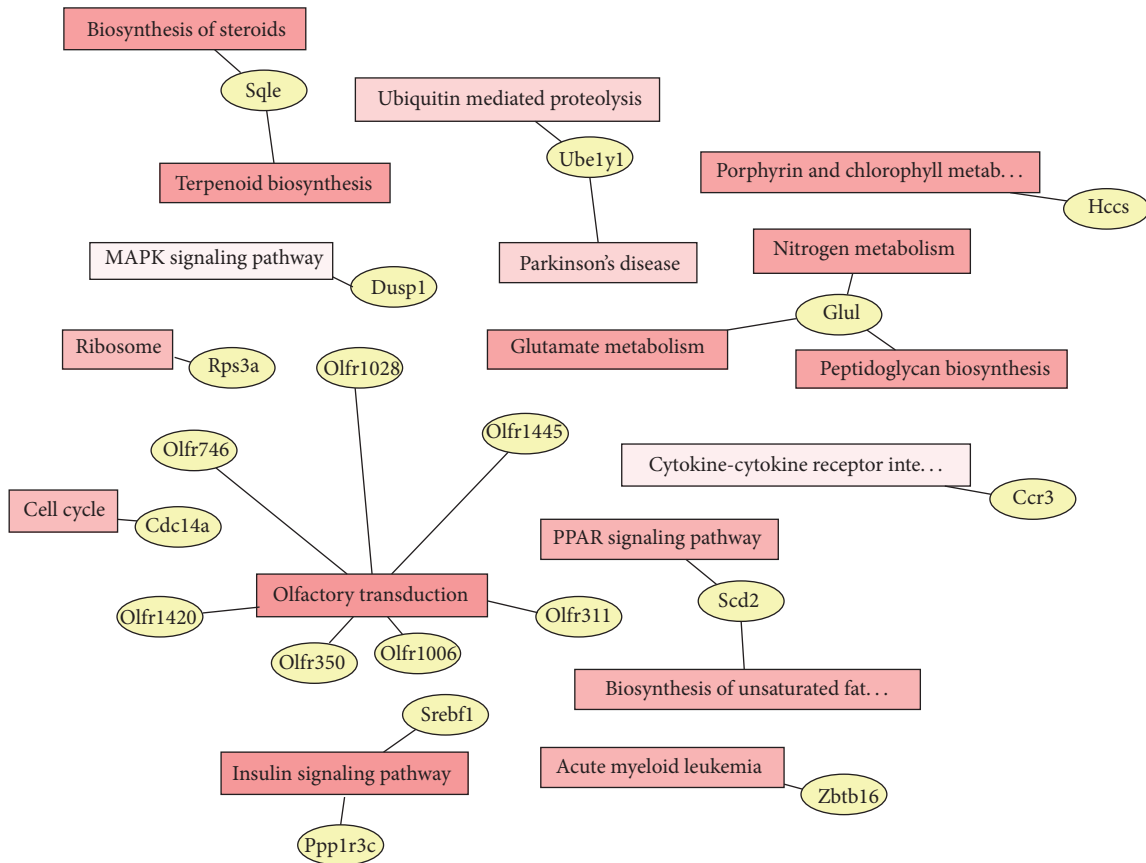 Biosynthesis of steroids
Sqle
Ubiquitin mediated proteolysis
Ube1y1
Terpenoid biosynthesis
Porphyrin and chlorophyll metab. . .
Hccs
MAPK signaling pathway
Dusp1
Parkinson's disease
Nitrogen metabolism
Glul
Glutamate metabolism
Peptidoglycan biosynthesis
Ribosome
Rps3a
Olfr1028
Olfr746
Olfr1445
Cytokine-cytokine receptor inte. . .
Ccr3
Cell cycle
Cdc14a
PPAR signaling pathway
Scd2
Olfactory transduction
Olfr1420
Olfr311
Olfr350
Olfr1006
Biosynthesis of unsaturated fat. . .
Srebf1
Insulin signaling pathway
Acute myeloid leukemia
Zbtb16
Ppp1r3c